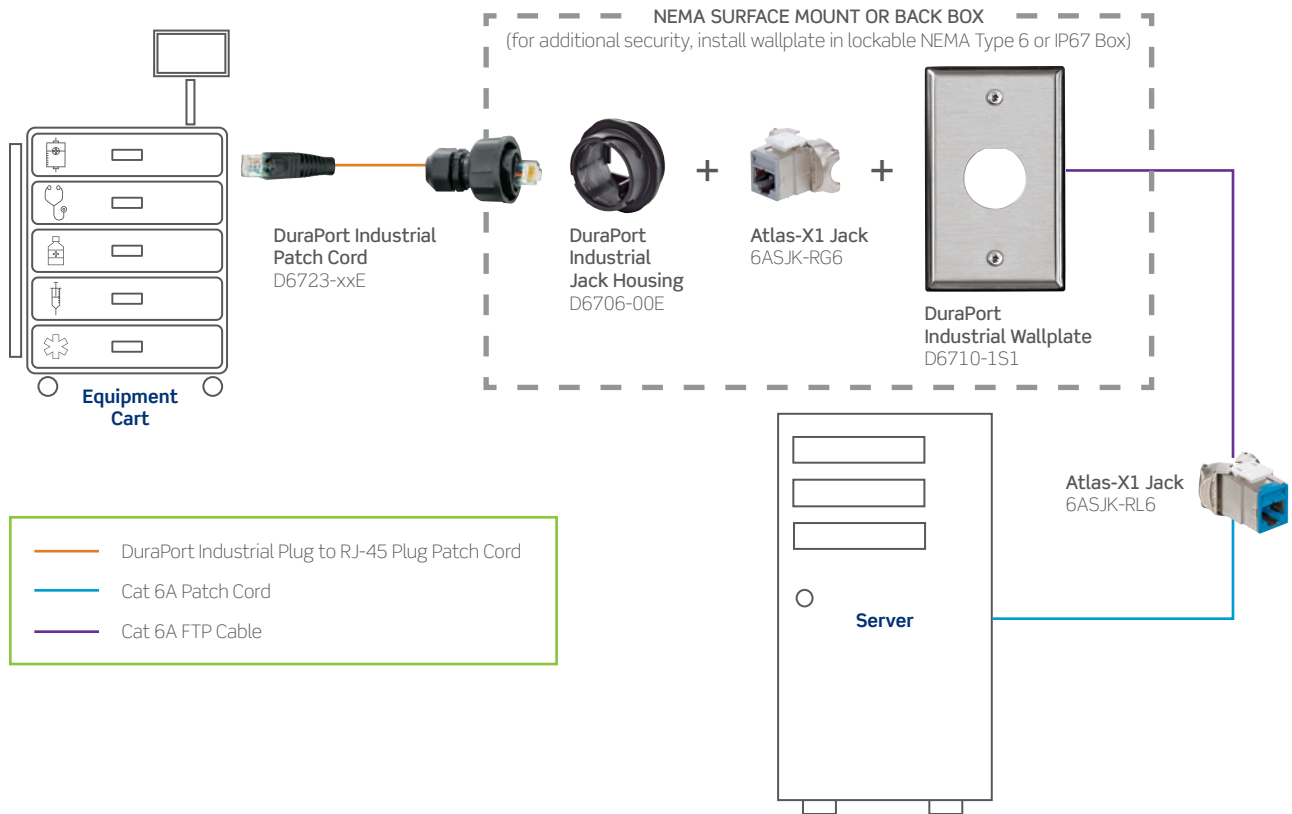 NEMA SURFACE MOUNT OR BACK BOX
(for additional security, install wallplate in lockable NEMA Type 6 or IP67 Box)
DuraPort Industrial
Patch Cord
D6723-xxE
DuraPort
Industrial
Jack Housing
D6706-00E
Atlas-X1 Jack
6ASJK-RG6
DuraPort
Industrial Wallplate
D6710-1S1
Equipment
Cart
Atlas-X1 Jack
6ASJK-RL6
DuraPort Industrial Plug to RJ-45 Plug Patch Cord
Cat 6A Patch Cord
Cat 6A FTP Cable
Server